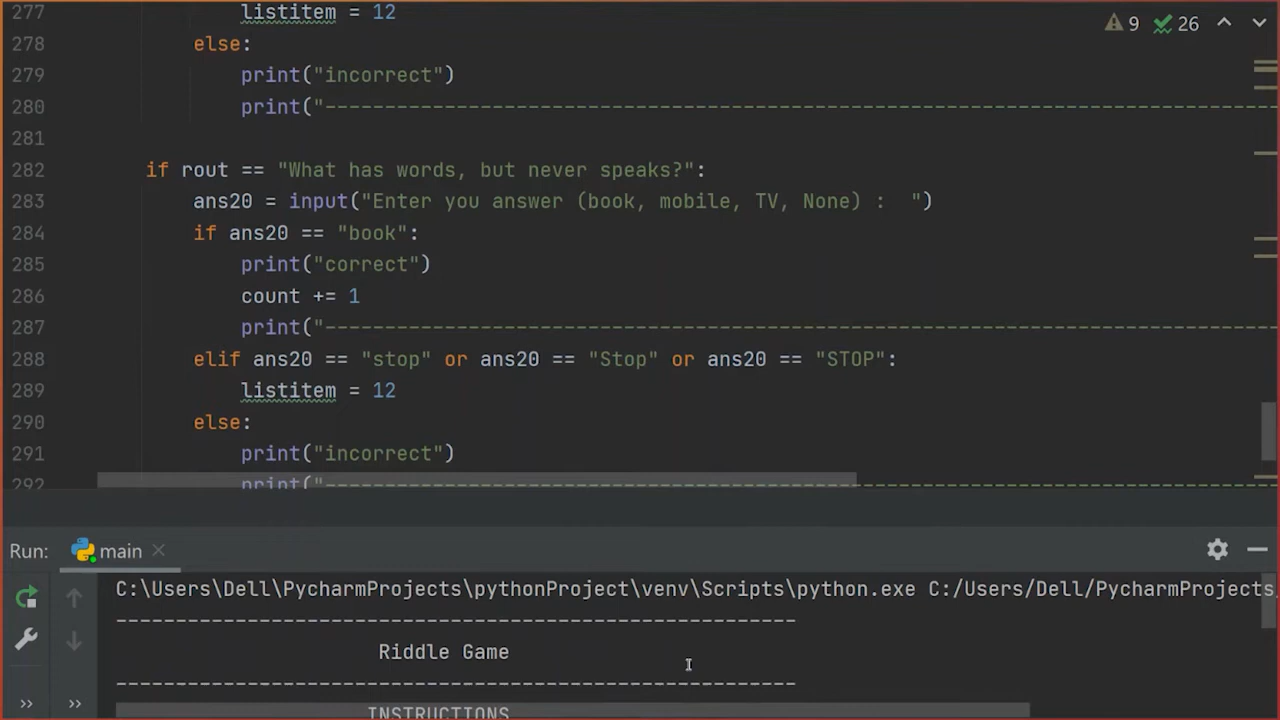 277 listitem = 12
278 else:
279 print("incorrect")
280 print("--------------------------------------------------------------------------------
281
282 if rout == "What has words, but never speaks?":
283 ans20 = input("Enter you answer (book, mobile, TV, None) :  ")
284 if ans20 == "book":
285 print("correct")
286 count += 1
287 print("--------------------------------------------------------------------------------
288 elif ans20 == "stop" or ans20 == "Stop" or ans20 == "STOP":
289 listitem = 12
290 else:
291 print("incorrect")
292 print("--------------------------------------------------------------------------------
9 26
Run: main
C:\Users\Dell\PycharmProjects\pythonProject\venv\Scripts\python.exe C:/Users/Dell/PycharmProjects
---------------------------------------------------------
Riddle Game
---------------------------------------------------------
INSTRUCTIONS